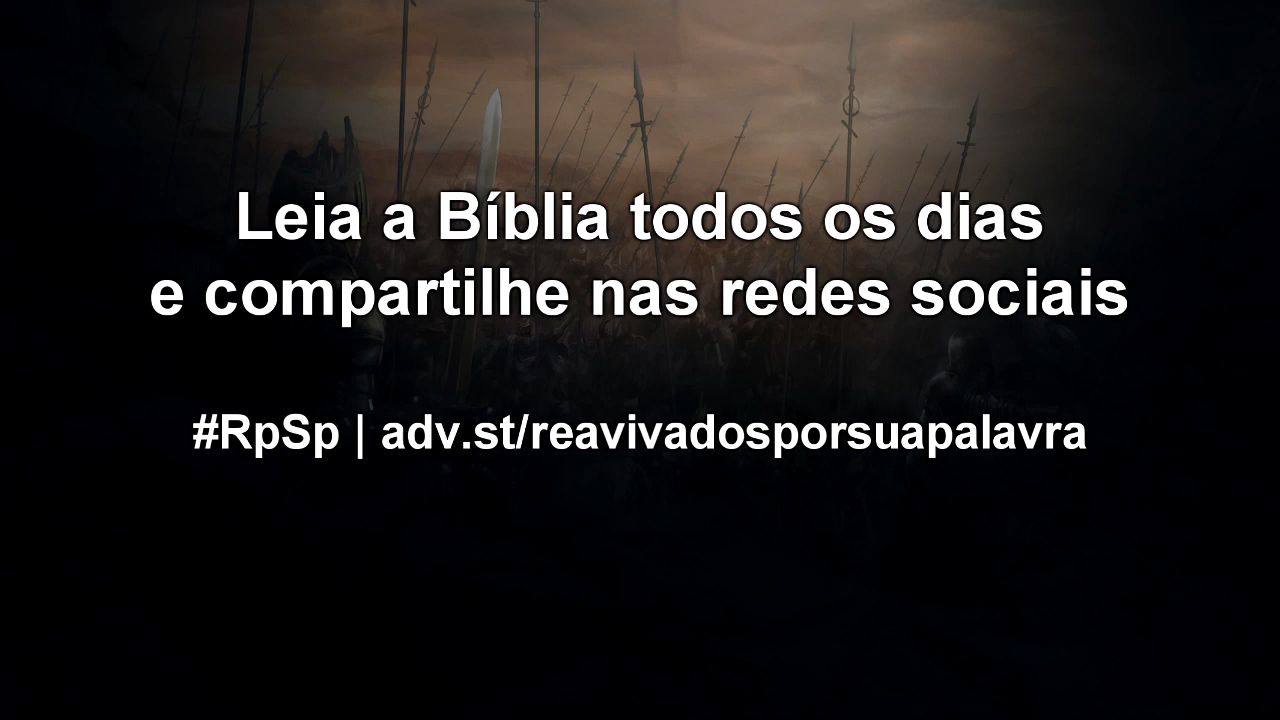 Leia a Bíblia todos os dias
e compartilhe nas redes sociais
#RpSp | adv.st/reavivadosporsuapalavra